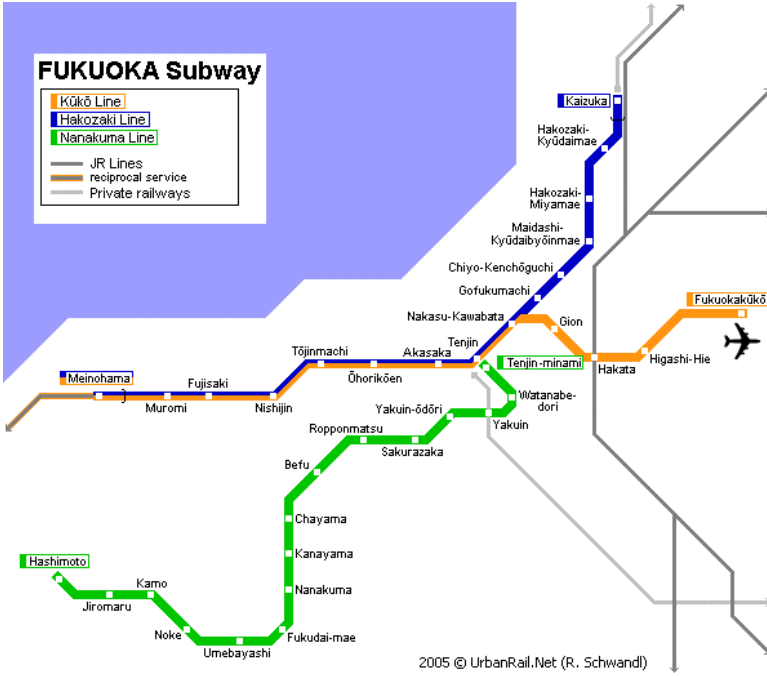 FUKUOKA Subway
Kūkō Line
Hakozaki Line
Nanakuma Line
JR Lines
reciprocal service
Private railways
Kaizuka
Hakozaki-
Kyūdaimae
Hakozaki-
Miyamae
Maidashi-
Kyūdaibyōinmae
Chiyo-Kenchōguchi
Gofukumachi
Nakasu-Kawabata
Fukuokakūkō
Gion
Tenjin
Higashi-Hie
Hakata
Tenjin-minami
Tōjinmachi
Akasaka
Ōhorikōen
Meinohama
Fujisaki
Muromi
Nishijin
Watanabe-
dori
Yakuin-ōdōri
Yakuin
Ropponmatsu
Sakurazaka
Befu
Chayama
Kanayama
Hashimoto
Nanakuma
Kamo
Jiromaru
Noke
Fukudai-mae
Umebayashi
2005 © UrbanRail.Net (R. Schwandl)